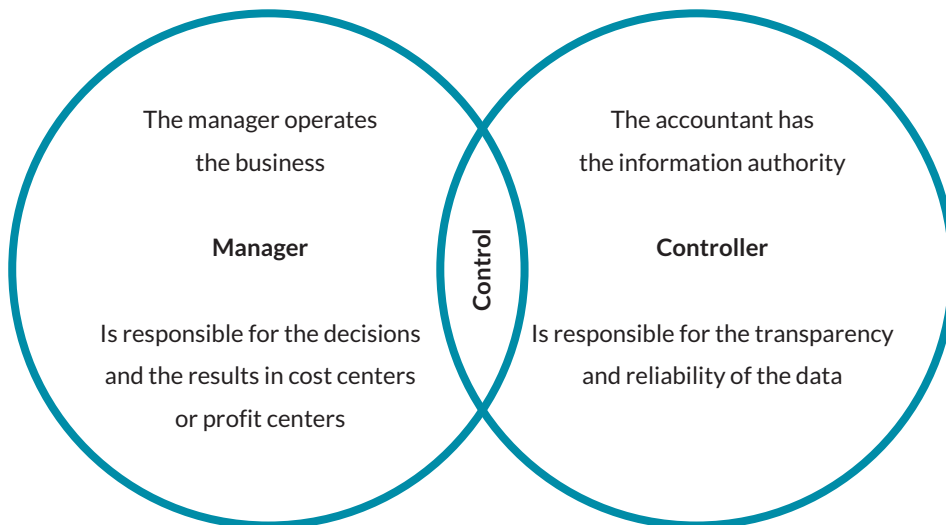 The manager operates
the business
Manager
Is responsible for the decisions
and the results in cost centers
or profit centers
Control
The accountant has
the information authority
Controller
Is responsible for the transparency
and reliability of the data